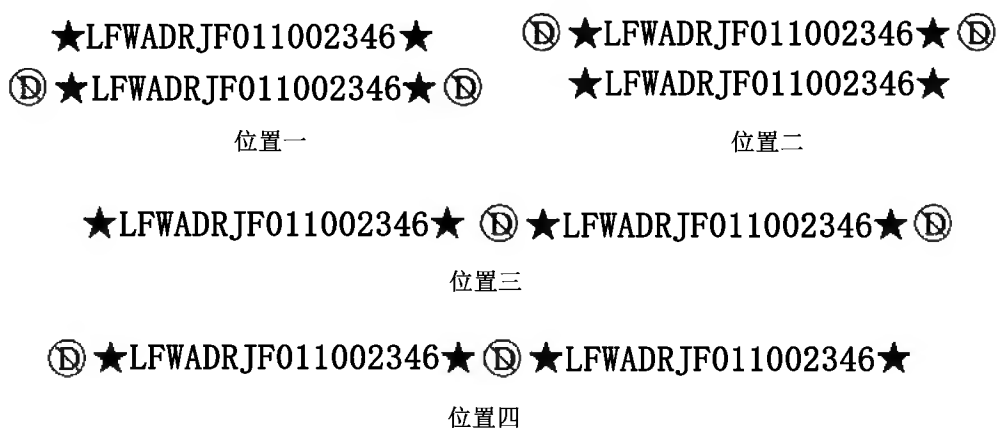 ★LFWADRJF011002346★
Ⓓ ★LFWADRJF011002346★ Ⓓ
位置一
Ⓓ ★LFWADRJF011002346★ Ⓓ
★LFWADRJF011002346★
位置二
★LFWADRJF011002346★ Ⓓ ★LFWADRJF011002346★ Ⓓ
位置三
Ⓓ ★LFWADRJF011002346★ Ⓓ ★LFWADRJF011002346★
位置四